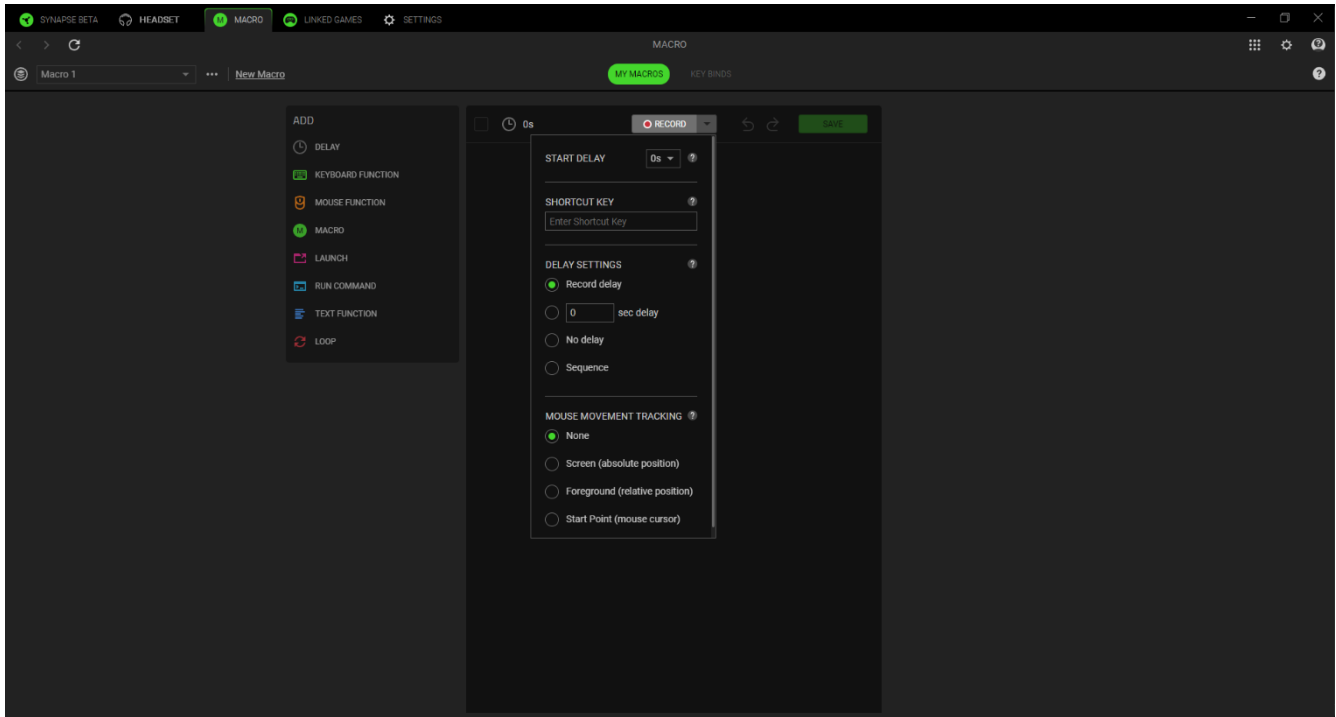 SYNAPSE BETA HEADSET MACRO LINKED GAMES SETTINGS
MACRO
Macro 1 New Macro MY MACROS KEY BINDS
ADD
DELAY
KEYBOARD FUNCTION
MOUSE FUNCTION
MACRO
LAUNCH
RUN COMMAND
TEXT FUNCTION
LOOP
0s RECORD SAVE
START DELAY 0s
SHORTCUT KEY
Enter Shortcut Key
DELAY SETTINGS
Record delay
0 sec delay
No delay
Sequence
MOUSE MOVEMENT TRACKING
None
Screen (absolute position)
Foreground (relative position)
Start Point (mouse cursor)